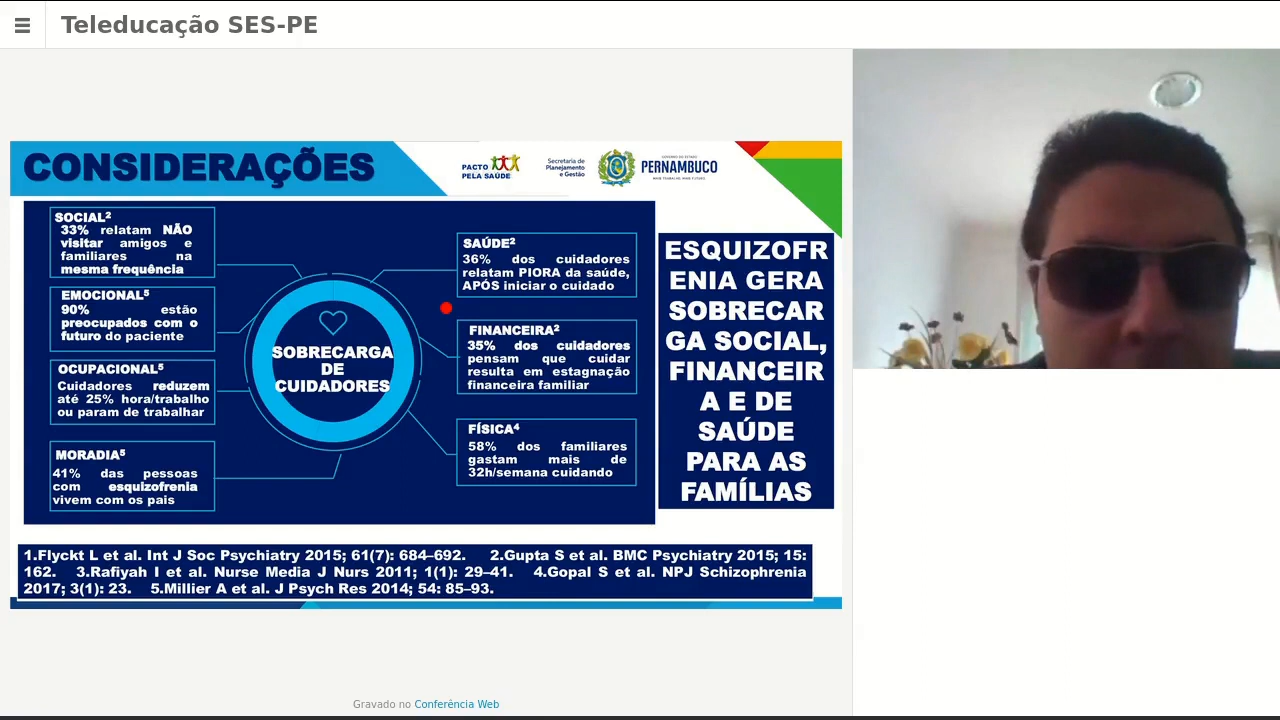 Teleducação SES-PE
CONSIDERAÇÕES
PACTO
PELA SAÚDE
Secretaria de
Planejamento
e Gestão
GOVERNO DO ESTADO
PERNAMBUCO
MAIS TRABALHO, MAIS FUTURO
SOCIAL²
33% relatam NÃO
visitar amigos e
familiares na
mesma frequência
EMOCIONAL⁵
90% estão
preocupados com o
futuro do paciente
OCUPACIONAL⁵
Cuidadores reduzem
até 25% hora/trabalho
ou param de trabalhar
MORADIA⁵
41% das pessoas
com esquizofrenia
vivem com os pais
SOBRECARGA
DE
CUIDADORES
SAÚDE²
36% dos cuidadores
relatam PIORA da saúde,
APÓS iniciar o cuidado
FINANCEIRA²
35% dos cuidadores
pensam que cuidar
resulta em estagnação
financeira familiar
FÍSICA⁴
58% dos familiares
gastam mais de
32h/semana cuidando
ESQUIZOFR
ENIA GERA
SOBRECAR
GA SOCIAL,
FINANCEIR
A E DE
SAÚDE
PARA AS
FAMÍLIAS
1.Flyckt L et al. Int J Soc Psychiatry 2015; 61(7): 684–692. 2.Gupta S et al. BMC Psychiatry 2015; 15:
162. 3.Rafiyah I et al. Nurse Media J Nurs 2011; 1(1): 29–41. 4.Gopal S et al. NPJ Schizophrenia
2017; 3(1): 23. 5.Millier A et al. J Psych Res 2014; 54: 85–93.
Gravado no Conferência Web